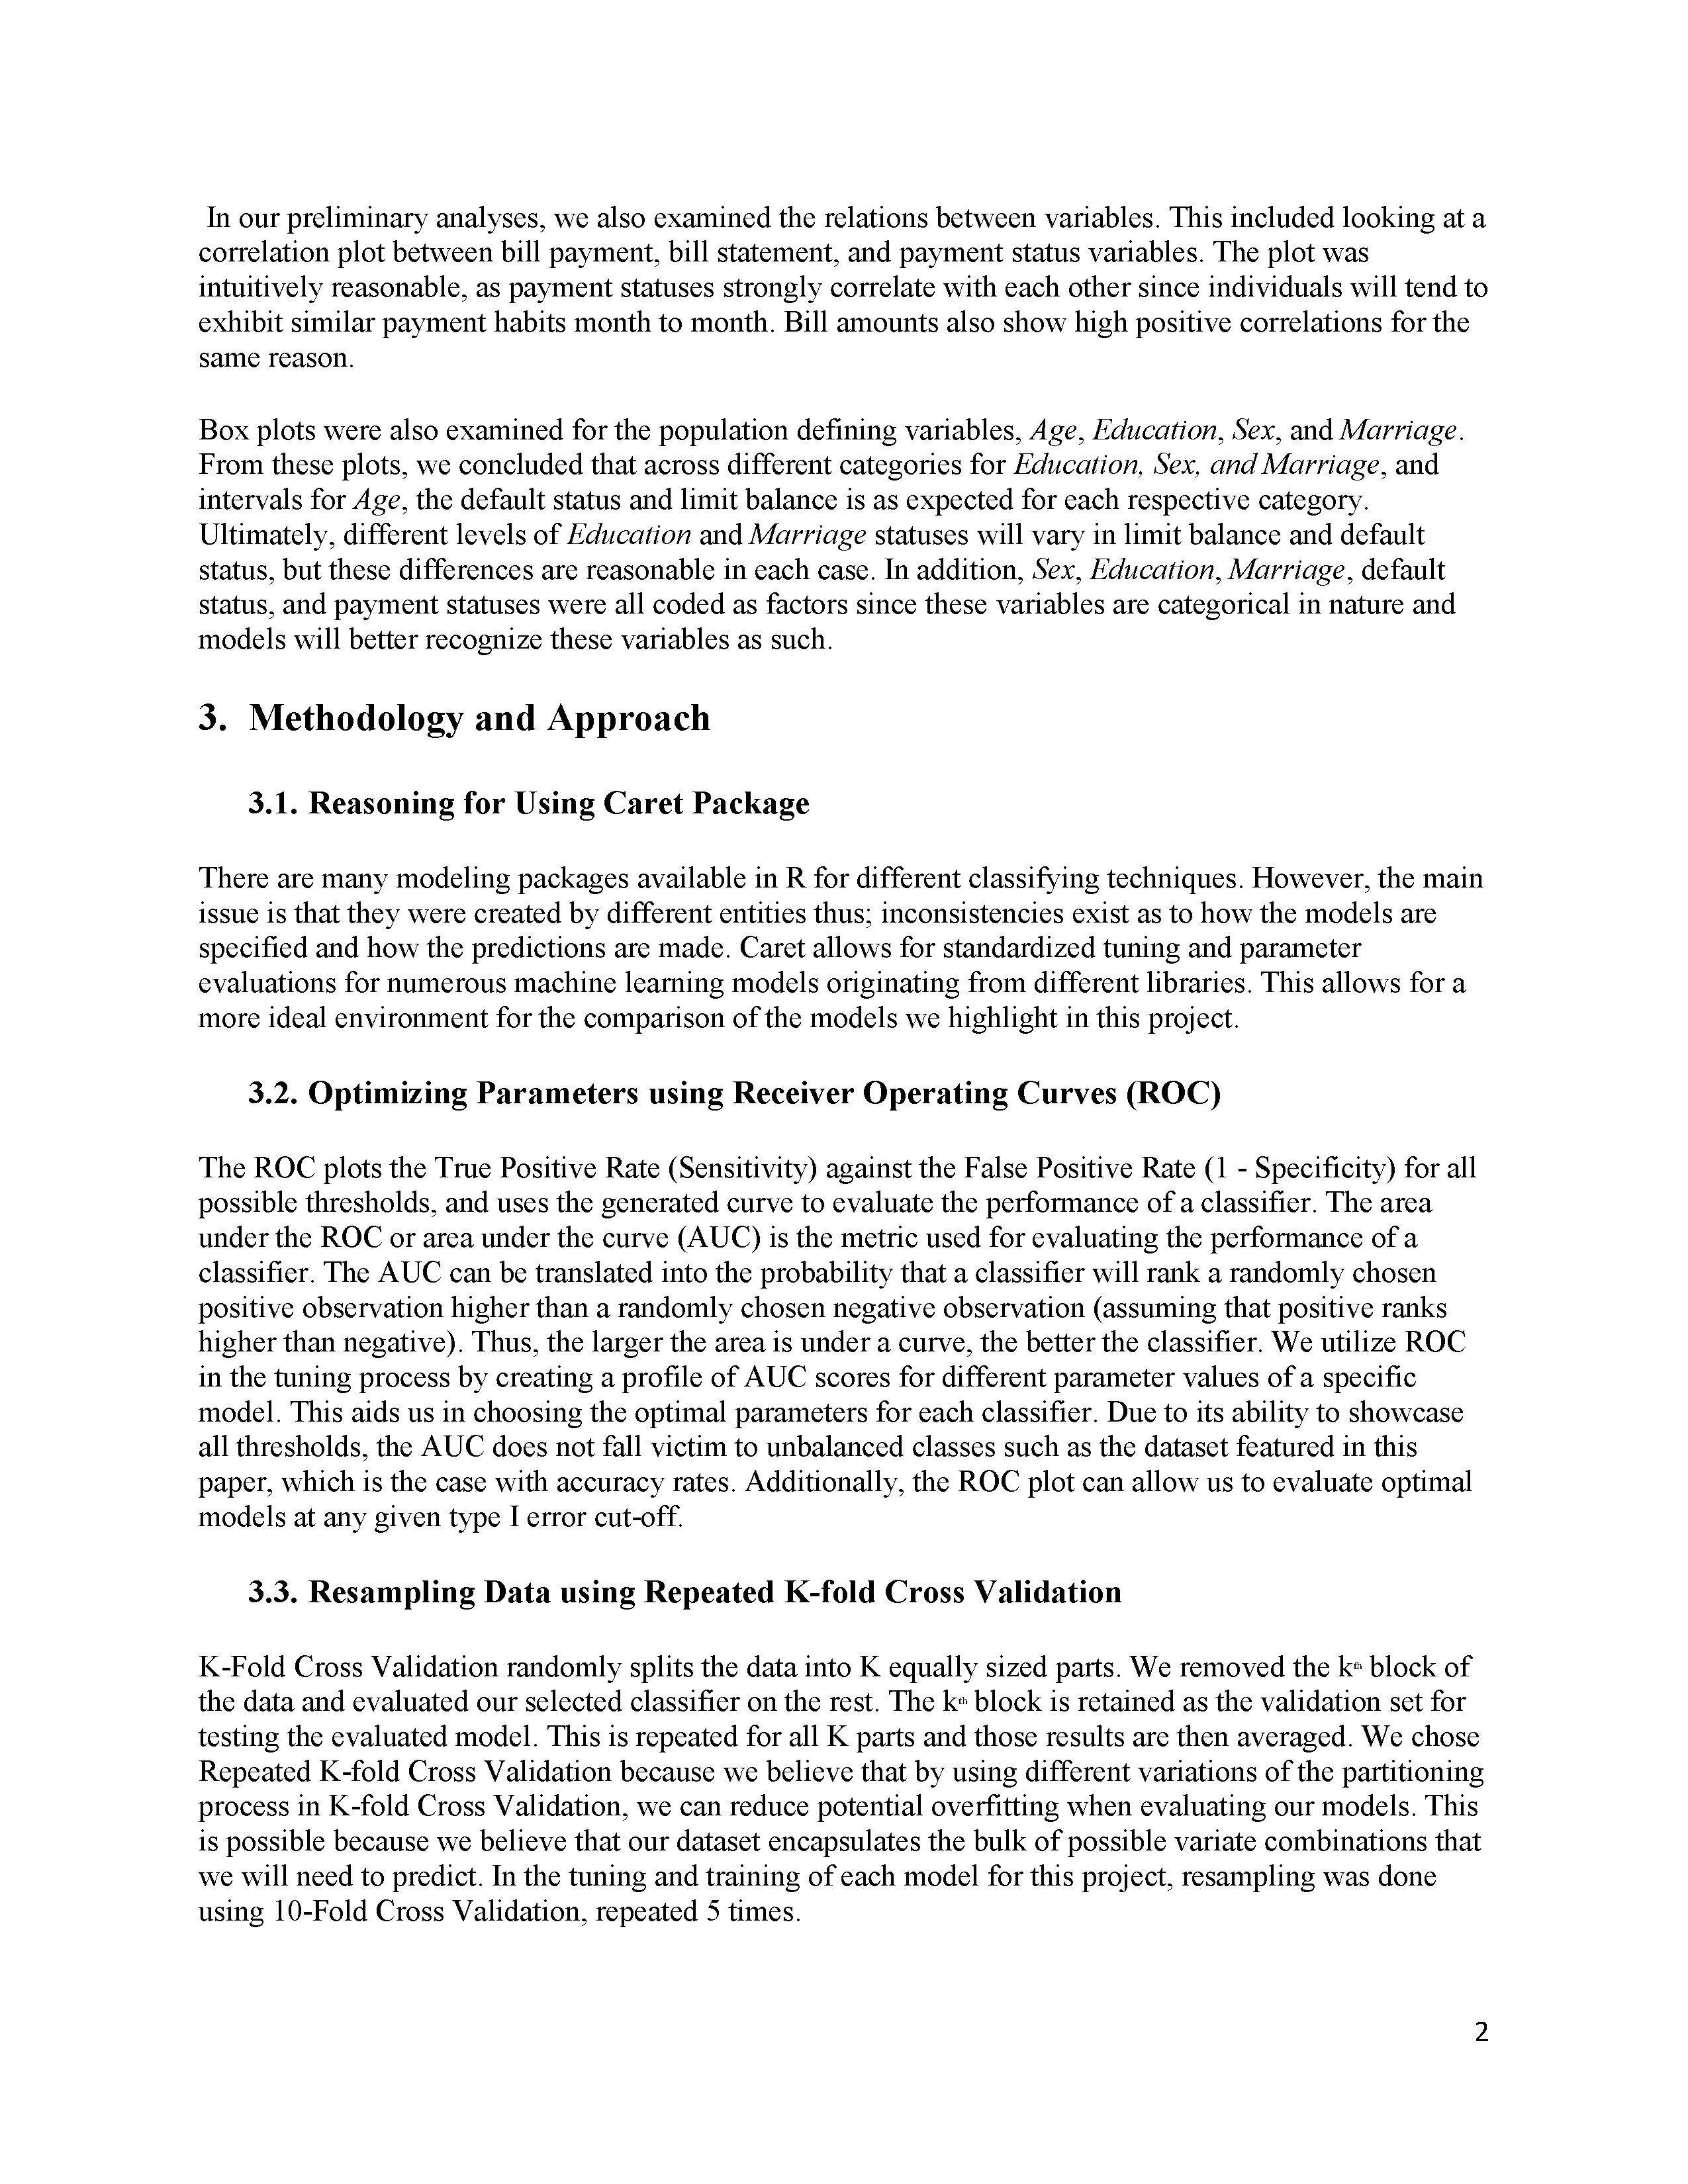 In our preliminary analyses, we also examined the relations between variables. This included looking at a
correlation plot between bill payment, bill statement, and payment status variables. The plot was
intuitively reasonable, as payment statuses strongly correlate with each other since individuals will tend to
exhibit similar payment habits month to month. Bill amounts also show high positive correlations for the
same reason.
Box plots were also examined for the population defining variables, Age, Education, Sex, and Marriage.
From these plots, we concluded that across different categories for Education, Sex, and Marriage, and
intervals for Age, the default status and limit balance is as expected for each respective category.
Ultimately, different levels of Education and Marriage statuses will vary in limit balance and default
status, but these differences are reasonable in each case. In addition, Sex, Education, Marriage, default
status, and payment statuses were all coded as factors since these variables are categorical in nature and
models will better recognize these variables as such.
3. Methodology and Approach
3.1. Reasoning for Using Caret Package
There are many modeling packages available in R for different classifying techniques. However, the main
issue is that they were created by different entities thus; inconsistencies exist as to how the models are
specified and how the predictions are made. Caret allows for standardized tuning and parameter
evaluations for numerous machine learning models originating from different libraries. This allows for a
more ideal environment for the comparison of the models we highlight in this project.
3.2. Optimizing Parameters using Receiver Operating Curves (ROC)
The ROC plots the True Positive Rate (Sensitivity) against the False Positive Rate (1 - Specificity) for all
possible thresholds, and uses the generated curve to evaluate the performance of a classifier. The area
under the ROC or area under the curve (AUC) is the metric used for evaluating the performance of a
classifier. The AUC can be translated into the probability that a classifier will rank a randomly chosen
positive observation higher than a randomly chosen negative observation (assuming that positive ranks
higher than negative). Thus, the larger the area is under a curve, the better the classifier. We utilize ROC
in the tuning process by creating a profile of AUC scores for different parameter values of a specific
model. This aids us in choosing the optimal parameters for each classifier. Due to its ability to showcase
all thresholds, the AUC does not fall victim to unbalanced classes such as the dataset featured in this
paper, which is the case with accuracy rates. Additionally, the ROC plot can allow us to evaluate optimal
models at any given type I error cut-off.
3.3. Resampling Data using Repeated K-fold Cross Validation
K-Fold Cross Validation randomly splits the data into K equally sized parts. We removed the kth block of
the data and evaluated our selected classifier on the rest. The kth block is retained as the validation set for
testing the evaluated model. This is repeated for all K parts and those results are then averaged. We chose
Repeated K-fold Cross Validation because we believe that by using different variations of the partitioning
process in K-fold Cross Validation, we can reduce potential overfitting when evaluating our models. This
is possible because we believe that our dataset encapsulates the bulk of possible variate combinations that
we will need to predict. In the tuning and training of each model for this project, resampling was done
using 10-Fold Cross Validation, repeated 5 times.
2